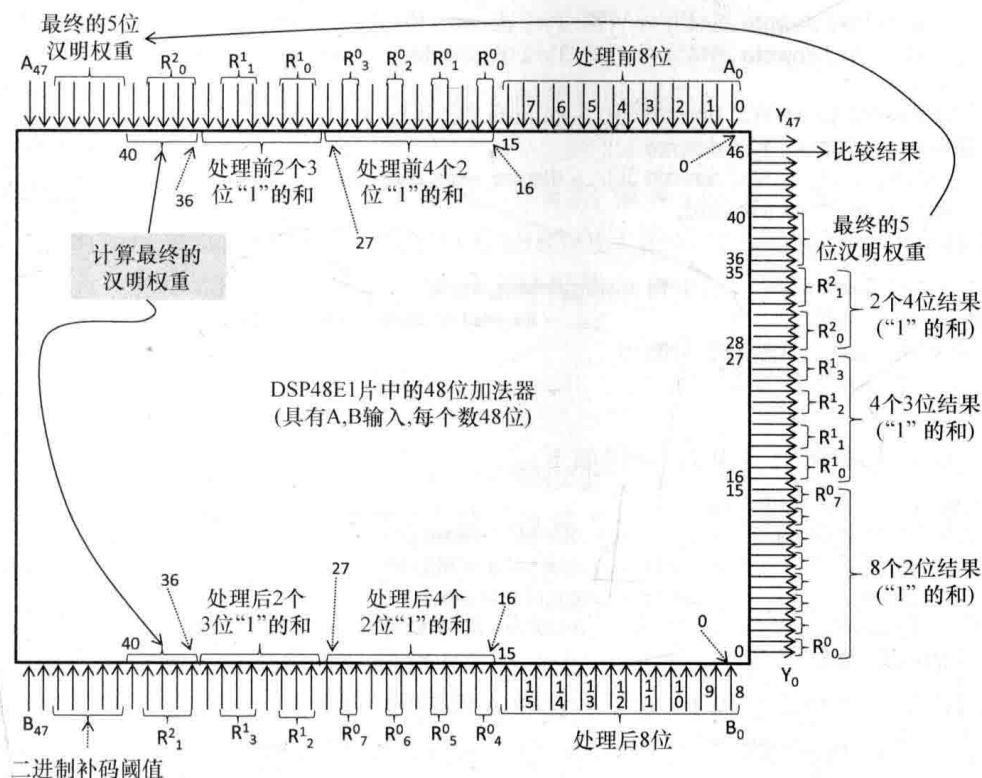 最终的5位
汉明权重
A47
R²0
R¹1
R¹0
R⁰3
R⁰2
R⁰1
R⁰0
处理前8位
A0
7
6
5
4
3
2
1
0
Y47
46
比较结果
40
36
处理前2个3
位“1”的和
27
处理前4个2
位“1”的和
15
16
0
计算最终的
汉明权重
40
36
35
最终的5
位汉明权重
R²1
R²0
2个4位结果
(“1” 的和)
28
27
R¹3
R¹2
R¹1
R¹0
4个3位结果
(“1” 的和)
16
15
R⁰7
8个2位结果
(“1” 的和)
R⁰0
0
Y0
DSP48E1片中的48位加法器
(具有A,B输入,每个数48位)
40
36
处理后2个
3位“1”的和
27
处理后4个
2位“1”的和
16
15
0
B47
R²1
R¹3
R¹2
R⁰7
R⁰6
R⁰5
R⁰4
15
14
13
12
11
10
9
8
处理后8位
B0
二进制补码阈值